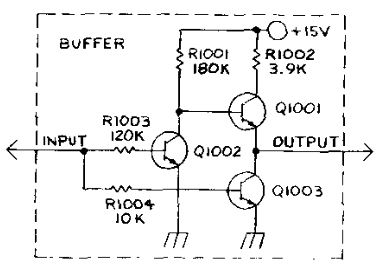 +15V
BUFFER
R1001
180K
R1002
3.9K
Q1001
R1003
120K
INPUT
Q1002
OUTPUT
R1004
10K
Q1003